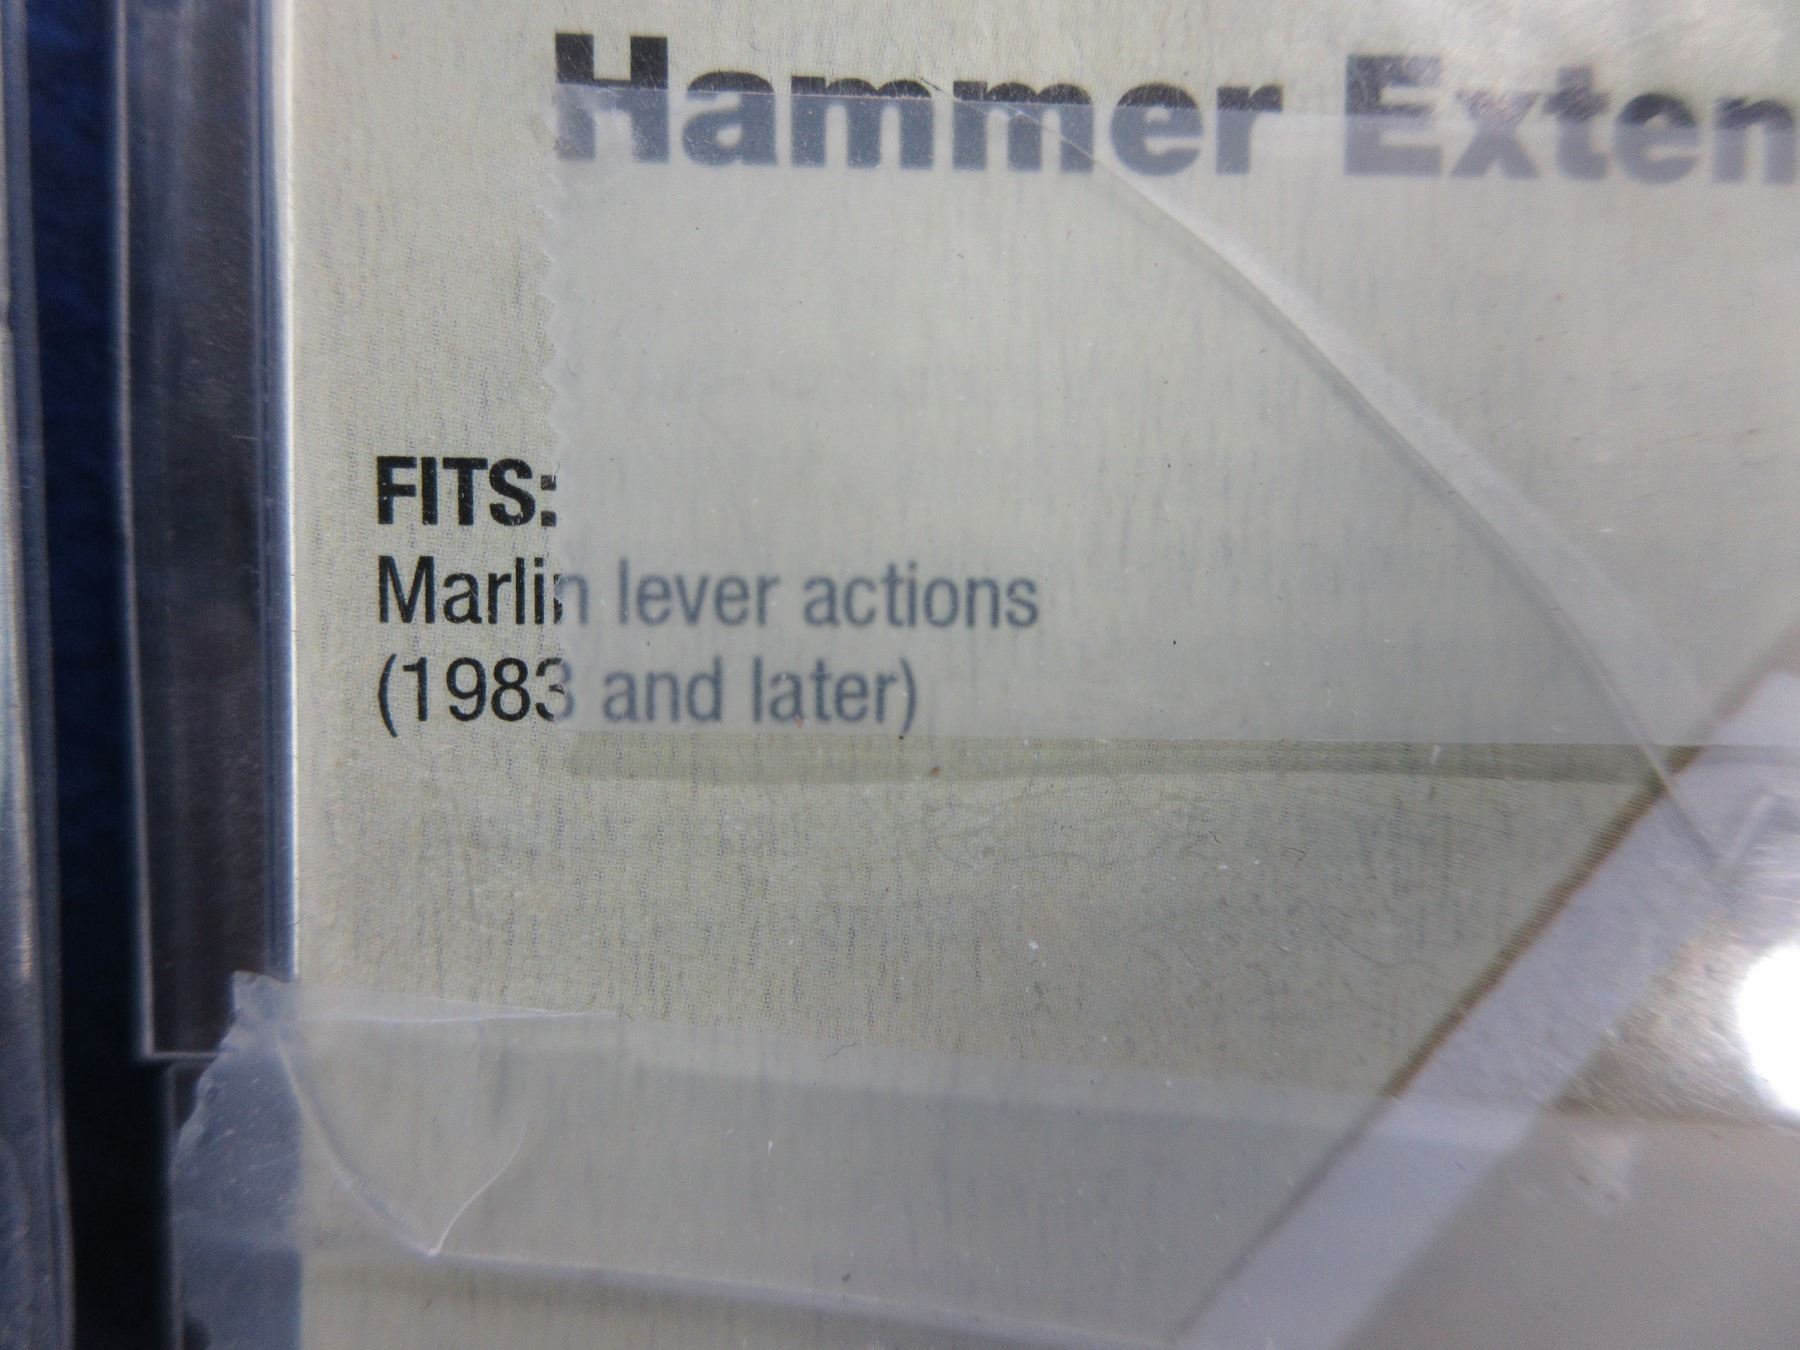 Hammer Exten
FITS:
Marlin lever actions
(1983 and later)